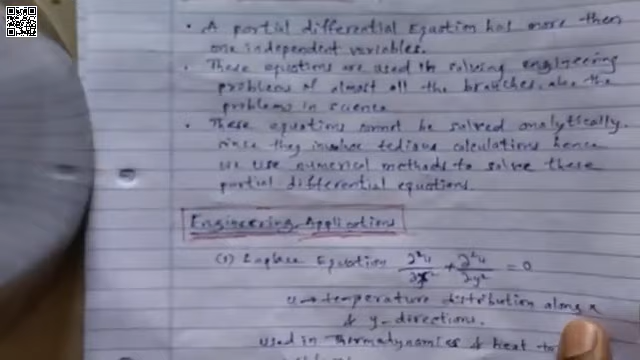 • A partial differential Equation has more then
one independent variables.
• These equations are used in solving engineering
problems of almost all the branches, also the
problems in science
• These equations cannot be solved analytically.
since they involve tedious calculations hence
we use numerical methods to solve these
partial differential equations.
Engineering Applications
(1) Laplace Equation ∂²u/∂x² + ∂²u/∂y² = 0
u → temperature distribution along x
& y-directions.
used in Thermodynamics & heat